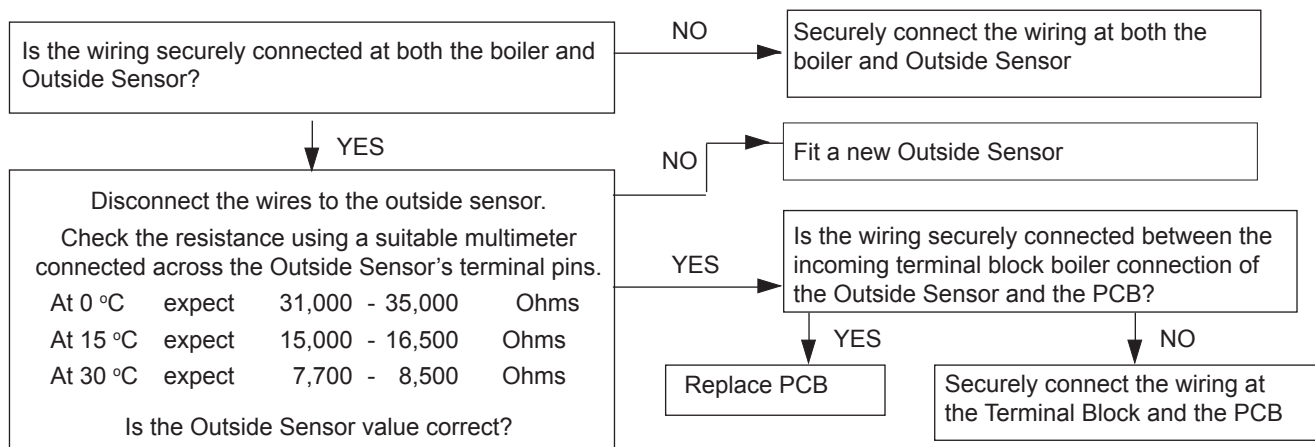 Is the wiring securely connected at both the boiler and
Outside Sensor?
NO
Securely connect the wiring at both the
boiler and Outside Sensor
YES
NO
Fit a new Outside Sensor
Disconnect the wires to the outside sensor.
Check the resistance using a suitable multimeter
connected across the Outside Sensor's terminal pins.
At 0 °C expect 31,000 - 35,000 Ohms
At 15 °C expect 15,000 - 16,500 Ohms
At 30 °C expect 7,700 - 8,500 Ohms
Is the Outside Sensor value correct?
YES
Is the wiring securely connected between the
incoming terminal block boiler connection of
the Outside Sensor and the PCB?
YES
NO
Replace PCB
Securely connect the wiring at
the Terminal Block and the PCB